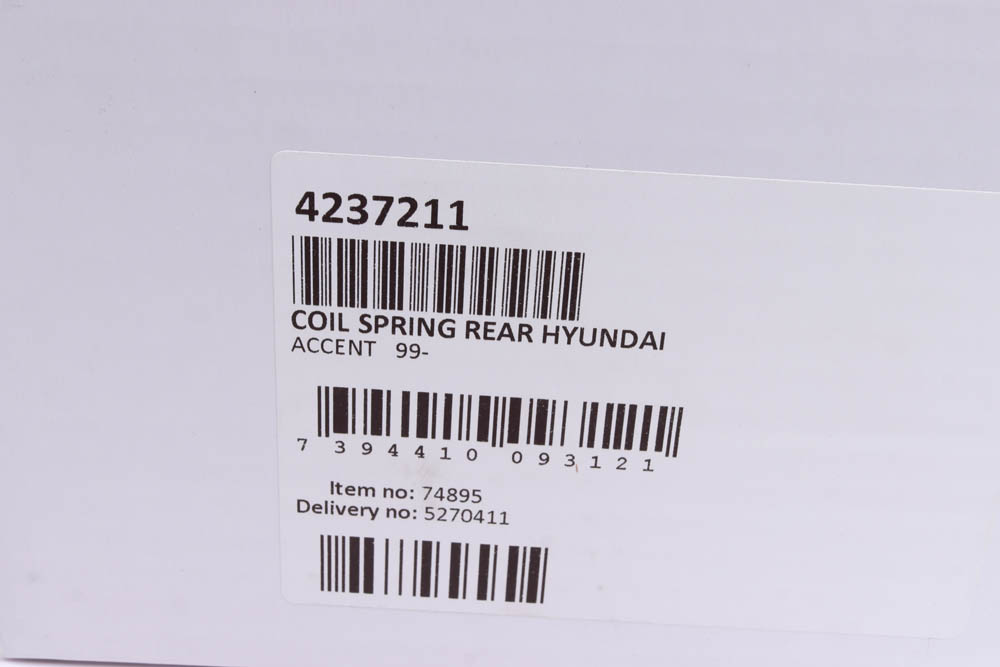 4237211
COIL SPRING REAR HYUNDAI
ACCENT 99-
7 394410 093121
Item no: 74895
Delivery no: 5270411